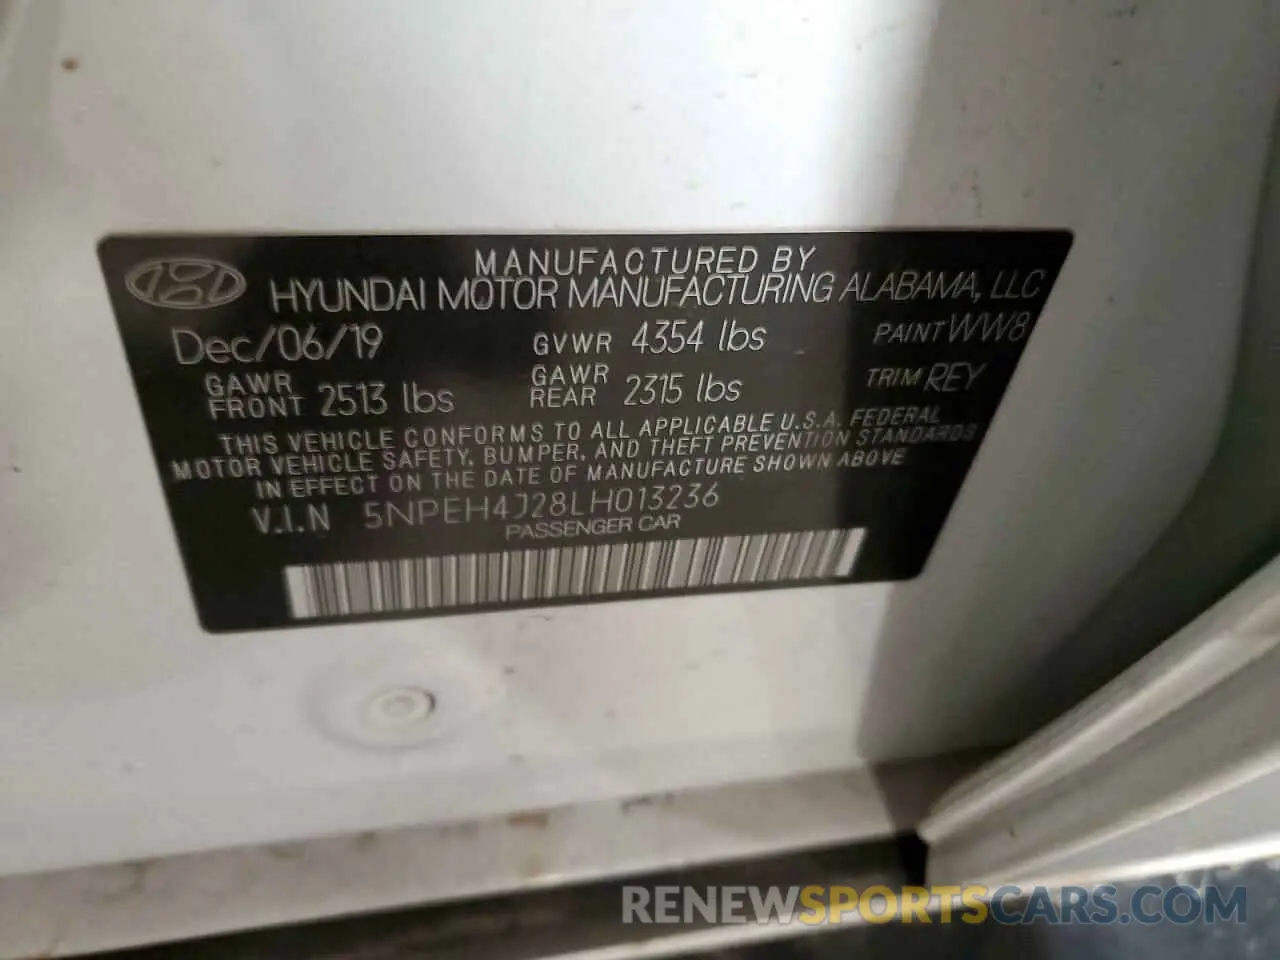 MANUFACTURED BY
HYUNDAI MOTOR MANUFACTURING ALABAMA, LLC
Dec/06/19 GVWR 4354 lbs PAINT WW8
GAWR FRONT 2513 lbs GAWR REAR 2315 lbs TRIM REY
THIS VEHICLE CONFORMS TO ALL APPLICABLE U.S.A. FEDERAL
MOTOR VEHICLE SAFETY, BUMPER, AND THEFT PREVENTION STANDARDS
IN EFFECT ON THE DATE OF MANUFACTURE SHOWN ABOVE
V.I.N 5NPEH4J28LH013236
PASSENGER CAR
RENEWSPORTSCARS.COM